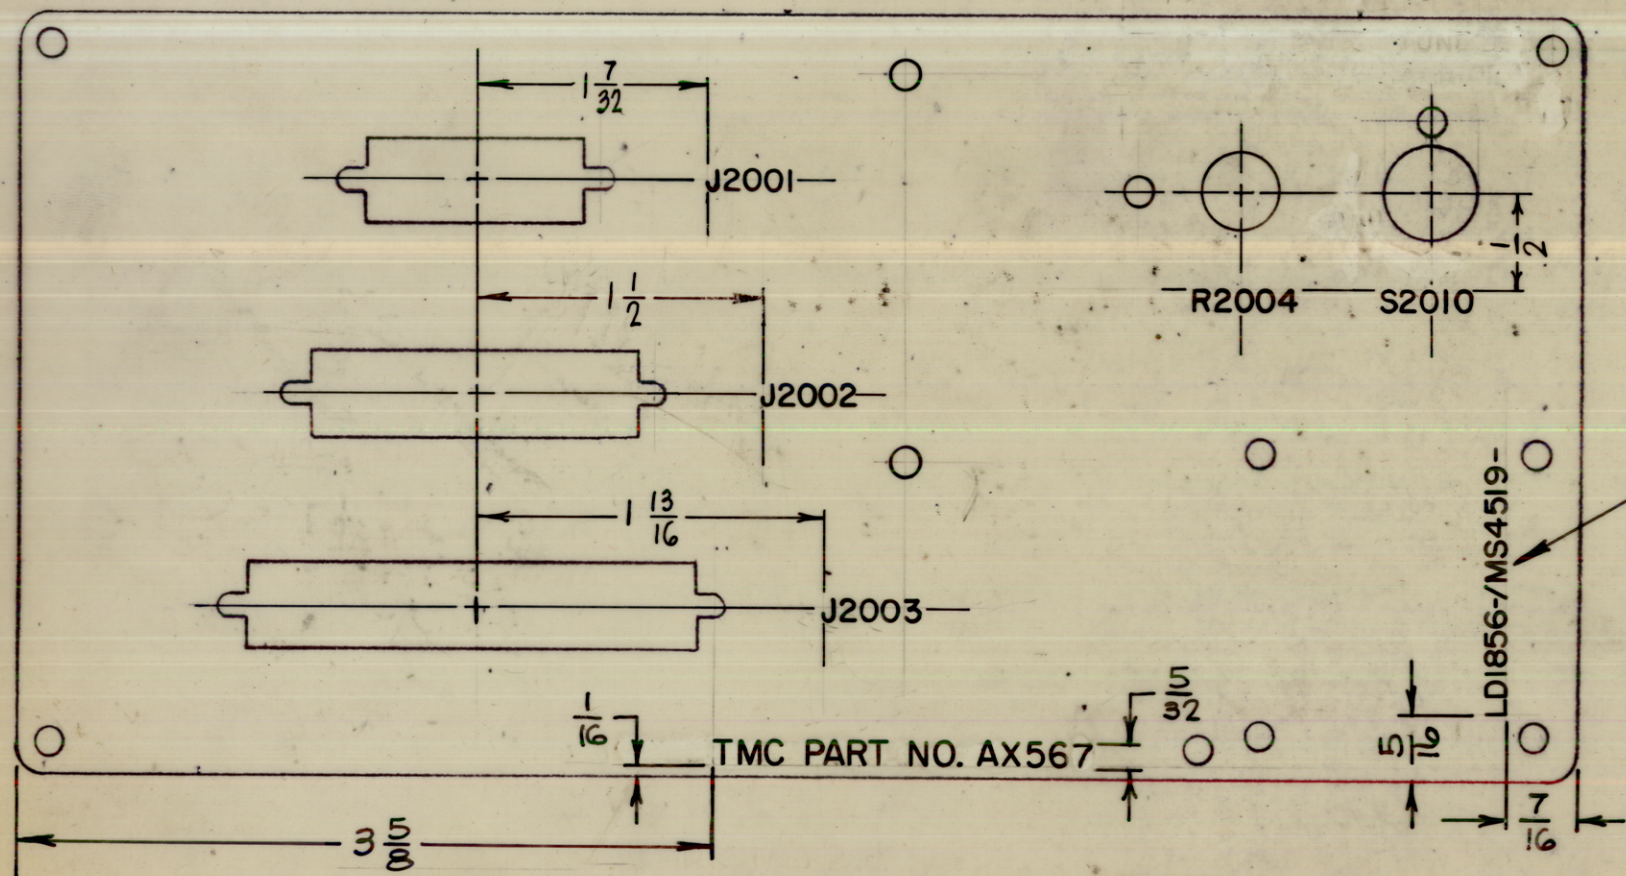 1 7/32
J2001
1/2
1 1/2
R2004 S2010
J2002
1 13/16
LD1856-/MS4519-
J2003
5/32
1/16
TMC PART NO. AX567
5/16
7/16
3 5/8